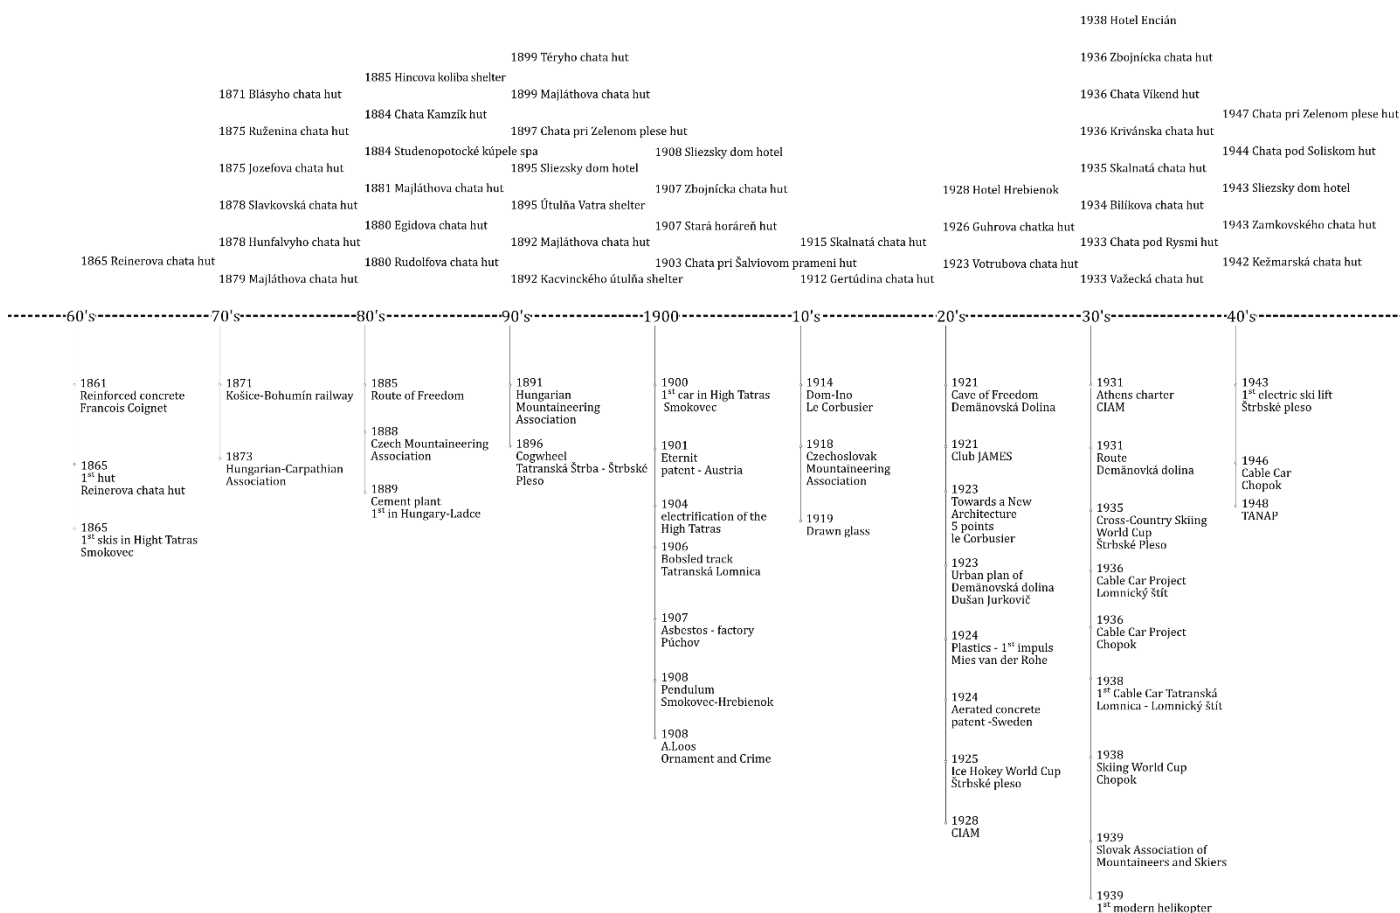 1938 Hotel Encián
1899 Téryho chata hut
1936 Zbojnícka chata hut
1885 Hincova koliba shelter
1871 Blásyho chata hut
1899 Majláthova chata hut
1936 Chata Víkend hut
1884 Chata Kamzík hut
1947 Chata pri Zelenom plese hut
1875 Ruženina chata hut
1897 Chata pri Zelenom plese hut
1936 Krivánska chata hut
1884 Studenopotocké kúpele spa
1908 Sliezsky dom hotel
1944 Chata pod Soliskom hut
1875 Jozefova chata hut
1895 Sliezsky dom hotel
1935 Skalnatá chata hut
1881 Majláthova chata hut
1907 Zbojnícka chata hut
1928 Hotel Hrebienok
1943 Sliezsky dom hotel
1878 Slavkovská chata hut
1895 Útulňa Vatra shelter
1934 Bilíkova chata hut
1880 Egidova chata hut
1907 Stará horáreň hut
1926 Guhrova chatka hut
1943 Zamkovského chata hut
1878 Hunfalvyho chata hut
1892 Majláthova chata hut
1915 Skalnatá chata hut
1933 Chata pod Rysmi hut
1865 Reinerova chata hut
1880 Rudolfova chata hut
1903 Chata pri Šalviovom prameni hut
1923 Votrubova chata hut
1942 Kežmarská chata hut
1879 Majláthova chata hut
1892 Kacvinckého útulňa shelter
1912 Gertúdina chata hut
1933 Važecká chata hut
60's 70's 80's 90's 1900 10's 20's 30's 40's
1861
Reinforced concrete
Francois Coignet
1865
1st hut
Reinerova chata hut
1865
1st skis in Hight Tatras
Smokovec
1871
Košice-Bohumín railway
1873
Hungarian-Carpathian
Association
1885
Route of Freedom
1888
Czech Mountaineering
Association
1889
Cement plant
1st in Hungary-Ladce
1891
Hungarian
Mountaineering
Association
1896
Cogwheel
Tatranská Štrba - Štrbské
Pleso
1900
1st car in High Tatras
Smokovec
1901
Eternit
patent - Austria
1904
electrification of the
High Tatras
1906
Bobsled track
Tatranská Lomnica
1907
Asbestos - factory
Púchov
1908
Pendulum
Smokovec-Hrebienok
1908
A.Loos
Ornament and Crime
1914
Dom-Ino
Le Corbusier
1918
Czechoslovak
Mountaineering
Association
1919
Drawn glass
1921
Cave of Freedom
Demänovská Dolina
1921
Club JAMES
1923
Towards a New
Architecture
5 points
le Corbusier
1923
Urban plan of
Demänovská dolina
Dušan Jurkovič
1924
Plastics - 1st impuls
Mies van der Rohe
1924
Aerated concrete
patent -Sweden
1925
Ice Hokey World Cup
Štrbské pleso
1928
CIAM
1931
Athens charter
CIAM
1931
Route
Demänovká dolina
1935
Cross-Country Skiing
World Cup
Štrbské Pleso
1936
Cable Car Project
Lomnický štít
1936
Cable Car Project
Chopok
1938
1st Cable Car Tatranská
Lomnica - Lomnický štít
1938
Skiing World Cup
Chopok
1939
Slovak Association of
Mountaineers and Skiers
1939
1st modern helikopter
1943
1st electric ski lift
Štrbské pleso
1946
Cable Car
Chopok
1948
TANAP